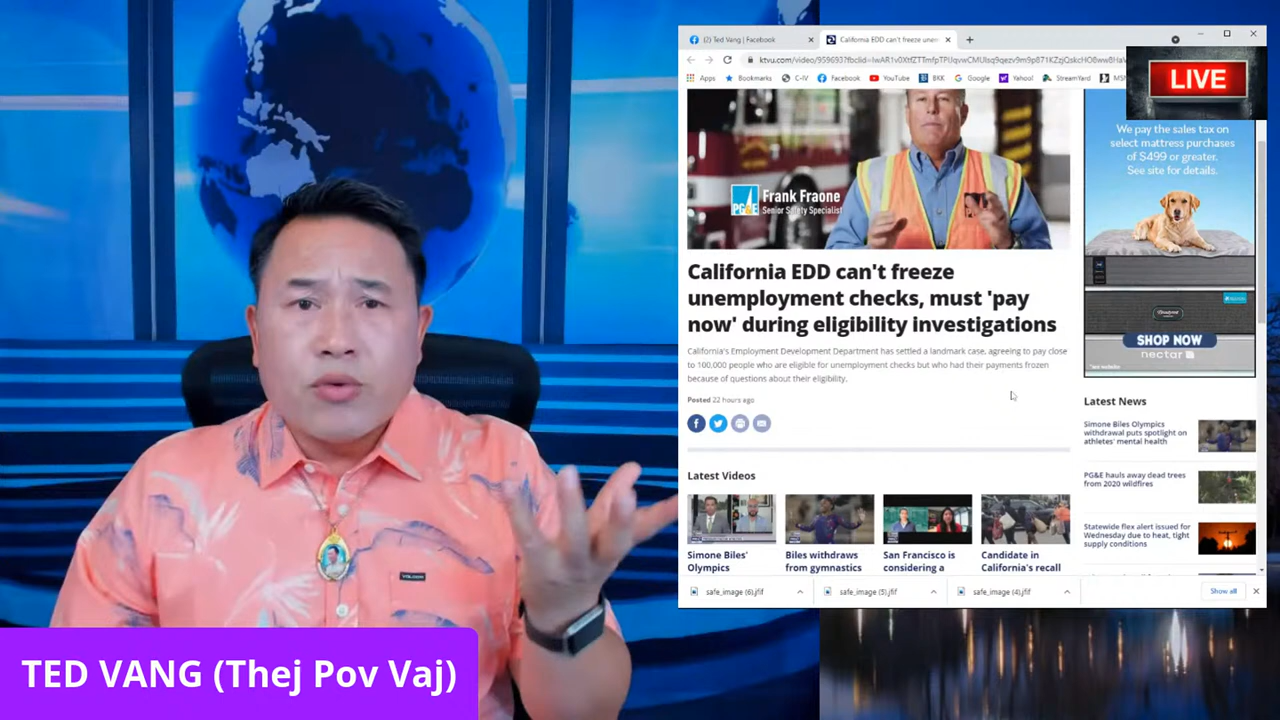 (2) Ted Vang | Facebook
California EDD can't freeze unem
Apps
Bookmarks
C-IV
Facebook
YouTube
BKK
Google
Yahoo!
StreamYard
LIVE
Frank Fraone
PG&E
Senior Safety Specialist
We pay the sales tax on
select mattress purchases
of $499 or greater.
See site for details.
SHOP NOW
nectar
California EDD can't freeze
unemployment checks, must 'pay
now' during eligibility investigations
California's Employment Development Department has settled a landmark case, agreeing to pay close
to 100,000 people who are eligible for unemployment checks but who had their payments frozen
because of questions about their eligibility.
Posted 22 hours ago
Latest News
Simone Biles Olympics
withdrawal puts spotlight on
athletes' mental health
PG&E hauls away dead trees
from 2020 wildfires
Statewide flex alert issued for
Wednesday due to heat, tight
supply conditions
Latest Videos
Simone Biles'
Olympics
Biles withdraws
from gymnastics
San Francisco is
considering a
Candidate in
California's recall
safe_image (6).jfif
safe_image (5).jfif
safe_image (4).jfif
Show all
VOLCOM
TED VANG (Thej Pov Vaj)